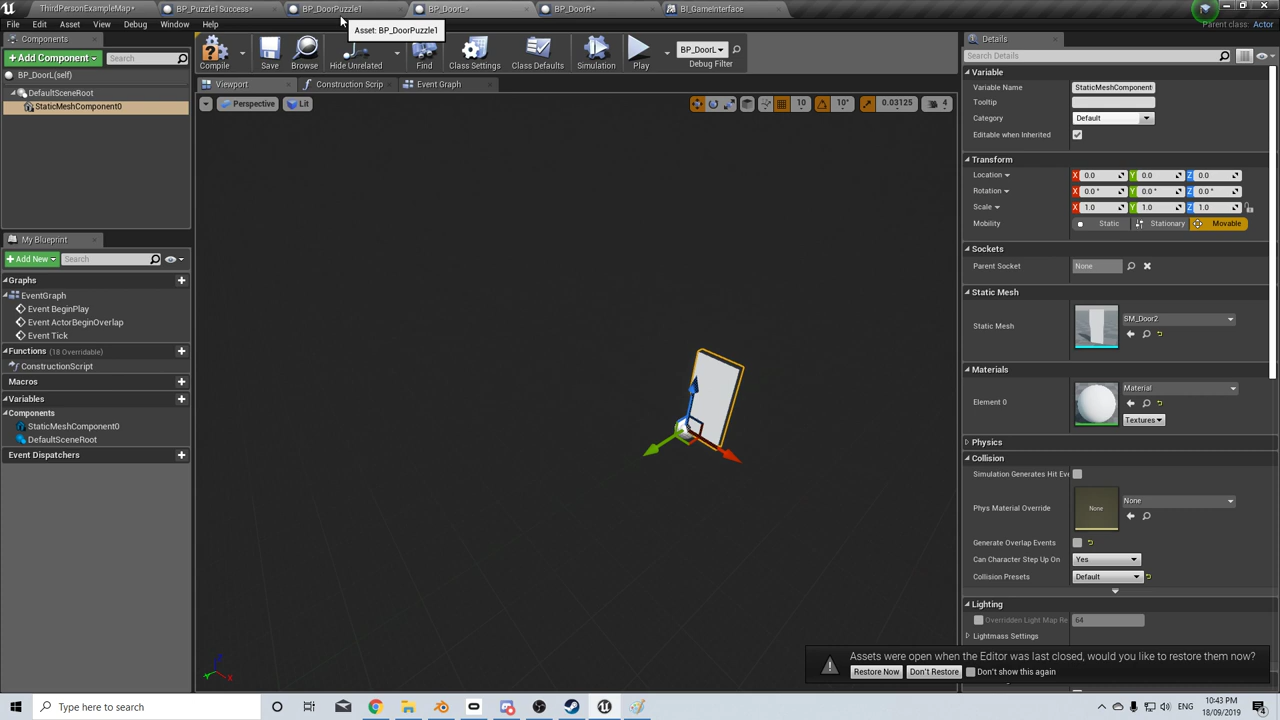 ThirdPersonExampleMap*
BP_Puzzle1Success*
BP_DoorPuzzle1
BP_DoorL*
BP_DoorR*
BI_GameInterface
File
Edit
Asset
View
Debug
Window
Help
Parent class: Actor
Asset: BP_DoorPuzzle1
Components
+ Add Component
Search
BP_DoorL(self)
DefaultSceneRoot
StaticMeshComponent0
Compile
Save
Browse
Hide Unrelated
Find
Class Settings
Class Defaults
Simulation
Play
BP_DoorL
Debug Filter
Viewport
Construction Scrip
Event Graph
Perspective
Lit
10
10°
0.03125
4
My Blueprint
+ Add New
Search
Graphs
EventGraph
Event BeginPlay
Event ActorBeginOverlap
Event Tick
Functions (18 Overridable)
ConstructionScript
Macros
Variables
Components
StaticMeshComponent0
DefaultSceneRoot
Event Dispatchers
Details
Search Details
Variable
Variable Name
StaticMeshComponent
Tooltip
Category
Default
Editable when Inherited
Transform
Location
X 0.0 Y 0.0 Z 0.0
Rotation
X 0.0 ° Y 0.0 ° Z 0.0 °
Scale
X 1.0 Y 1.0 Z 1.0
Mobility
Static
Stationary
Movable
Sockets
Parent Socket
None
Static Mesh
Static Mesh
SM_Door2
Materials
Element 0
Material
Textures
Physics
Collision
Simulation Generates Hit Eve
Phys Material Override
None
None
Generate Overlap Events
Can Character Step Up On
Yes
Collision Presets
Default
Lighting
Overridden Light Map Re
64
Lightmass Settings
Assets were open when the Editor was last closed, would you like to restore them now?
Restore Now
Don't Restore
Don't show this again
Z
X
Type here to search
10:43 PM
18/09/2019
4